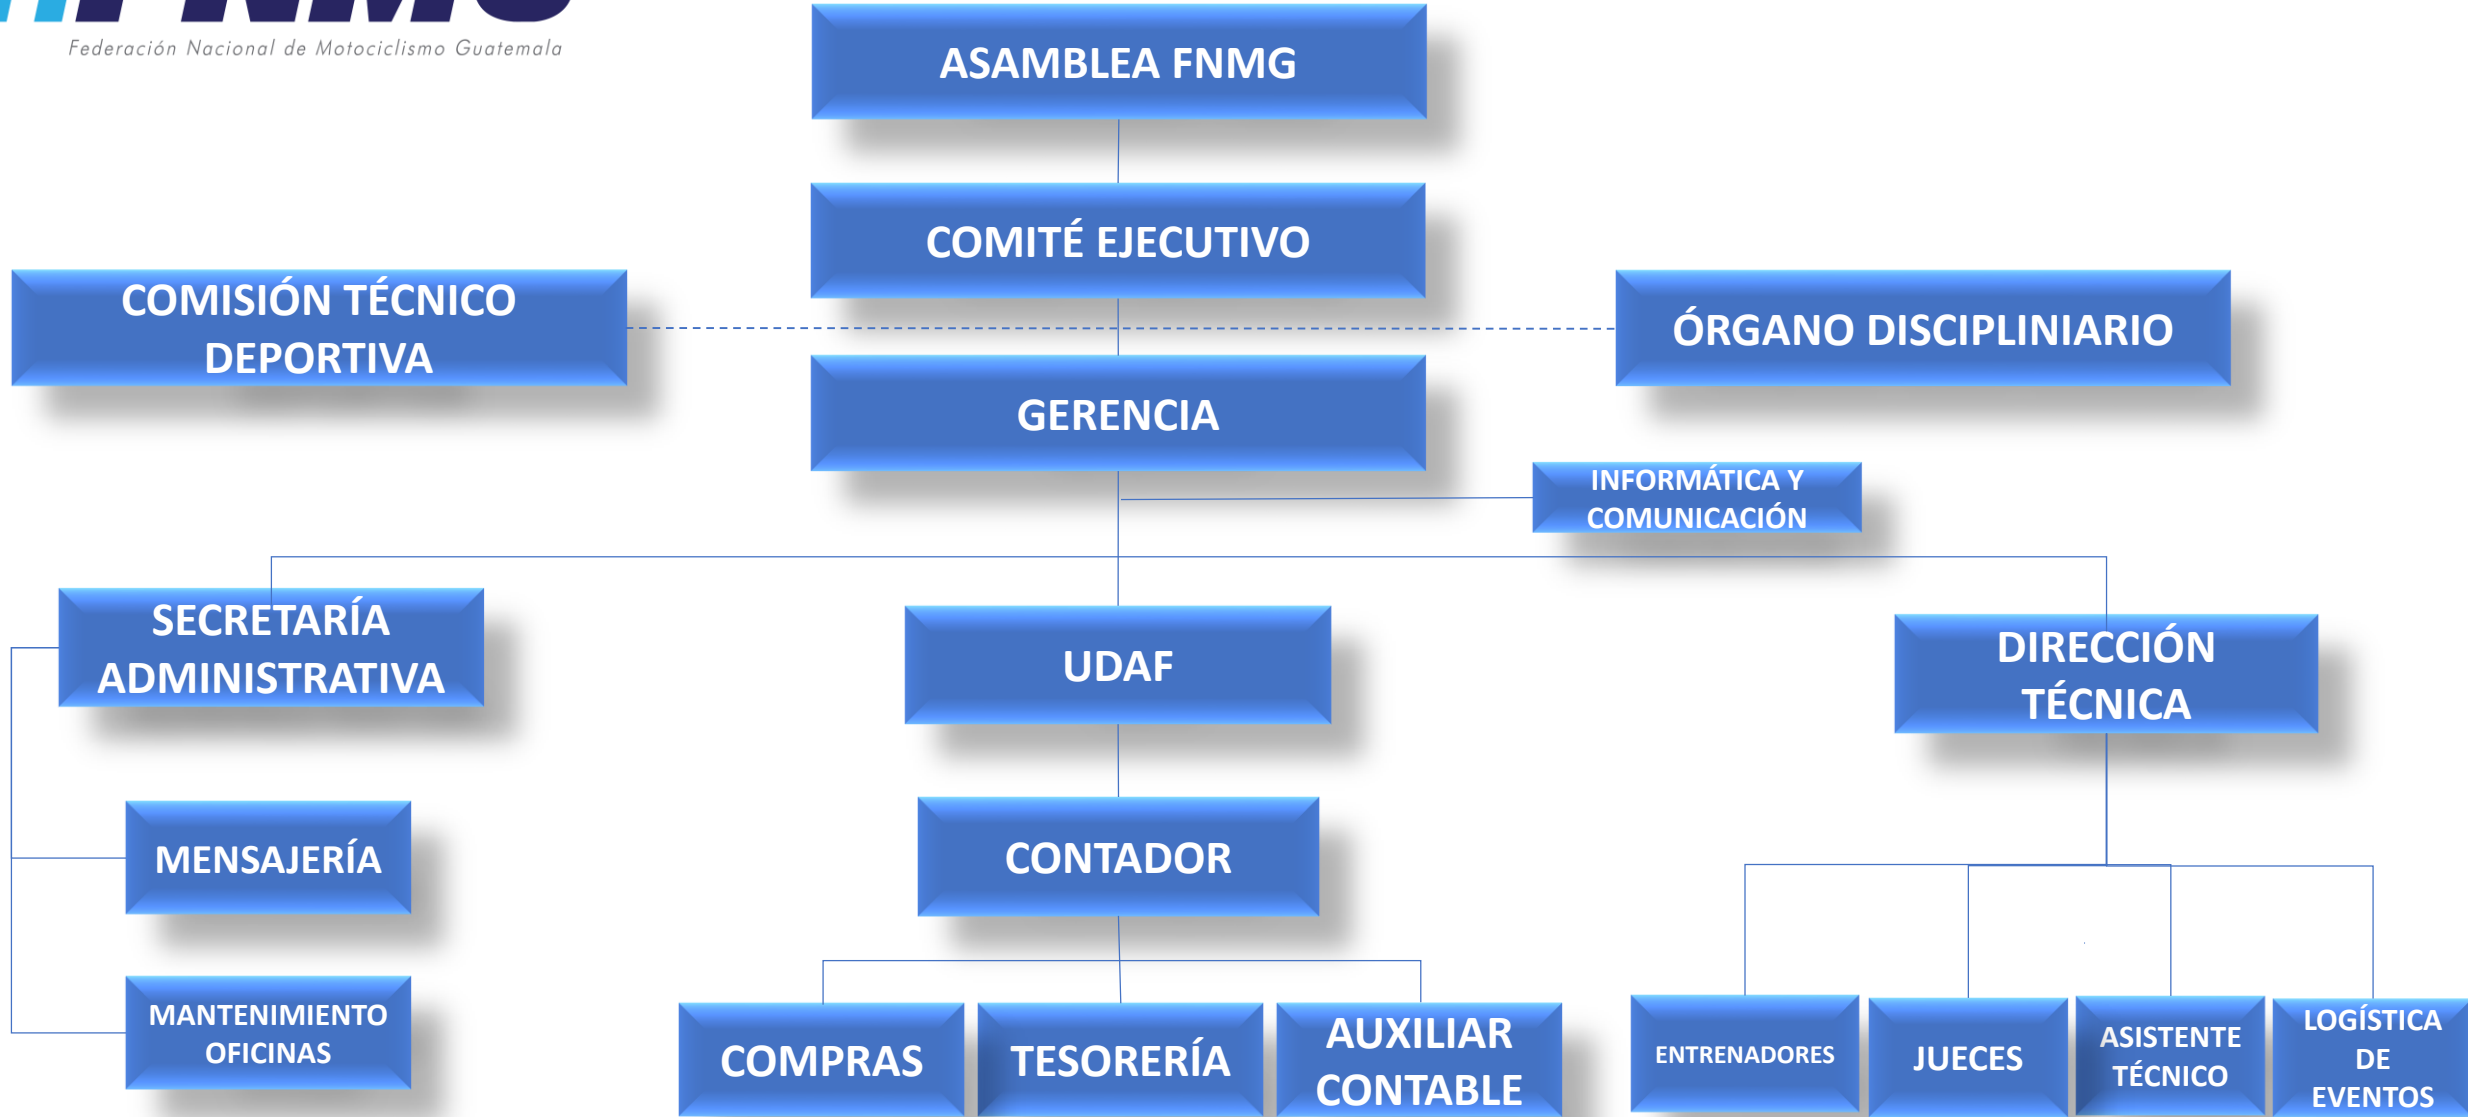 Federación Nacional de Motociclismo Guatemala
ASAMBLEA FNMG
COMITÉ EJECUTIVO
COMISIÓN TÉCNICO
DEPORTIVA
ÓRGANO DISCIPLINIARIO
GERENCIA
INFORMÁTICA Y
COMUNICACIÓN
SECRETARÍA
ADMINISTRATIVA
UDAF
DIRECCIÓN
TÉCNICA
MENSAJERÍA
CONTADOR
MANTENIMIENTO
OFICINAS
COMPRAS
TESORERÍA
AUXILIAR
CONTABLE
ENTRENADORES
JUECES
ASISTENTE
TÉCNICO
LOGÍSTICA
DE
EVENTOS